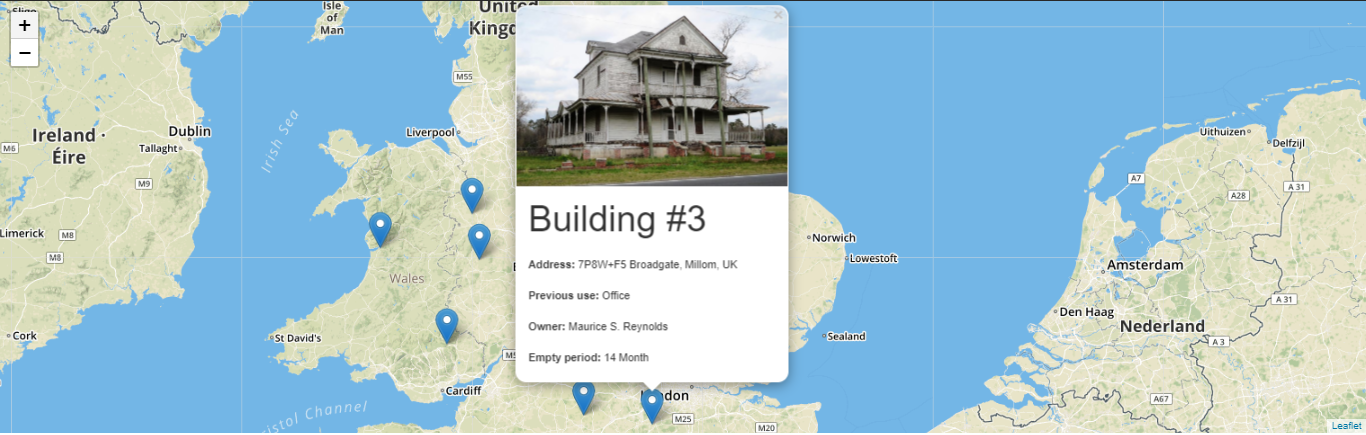 +
−
Sligo
Isle
of
Man
United
Kingd
×
M55
Irish Sea
Ireland
Éire
Dublin
Tallaght
Liverpool
M6
M9
Limerick
M8
M8
Cork
Wales
St David's
Cardiff
M5
Channel
Building #3
Address: 7P8W+F5 Broadgate, Millom, UK
Previous use: Office
Owner: Maurice S. Reynolds
Empty period: 14 Month
ndon
M25
M20
Norwich
Lowestoft
Sealand
Uithuizen
Delfzijl
A7
A28
A 31
Amsterdam
Den Haag
Nederland
A 31
A 3
A67
Leaflet